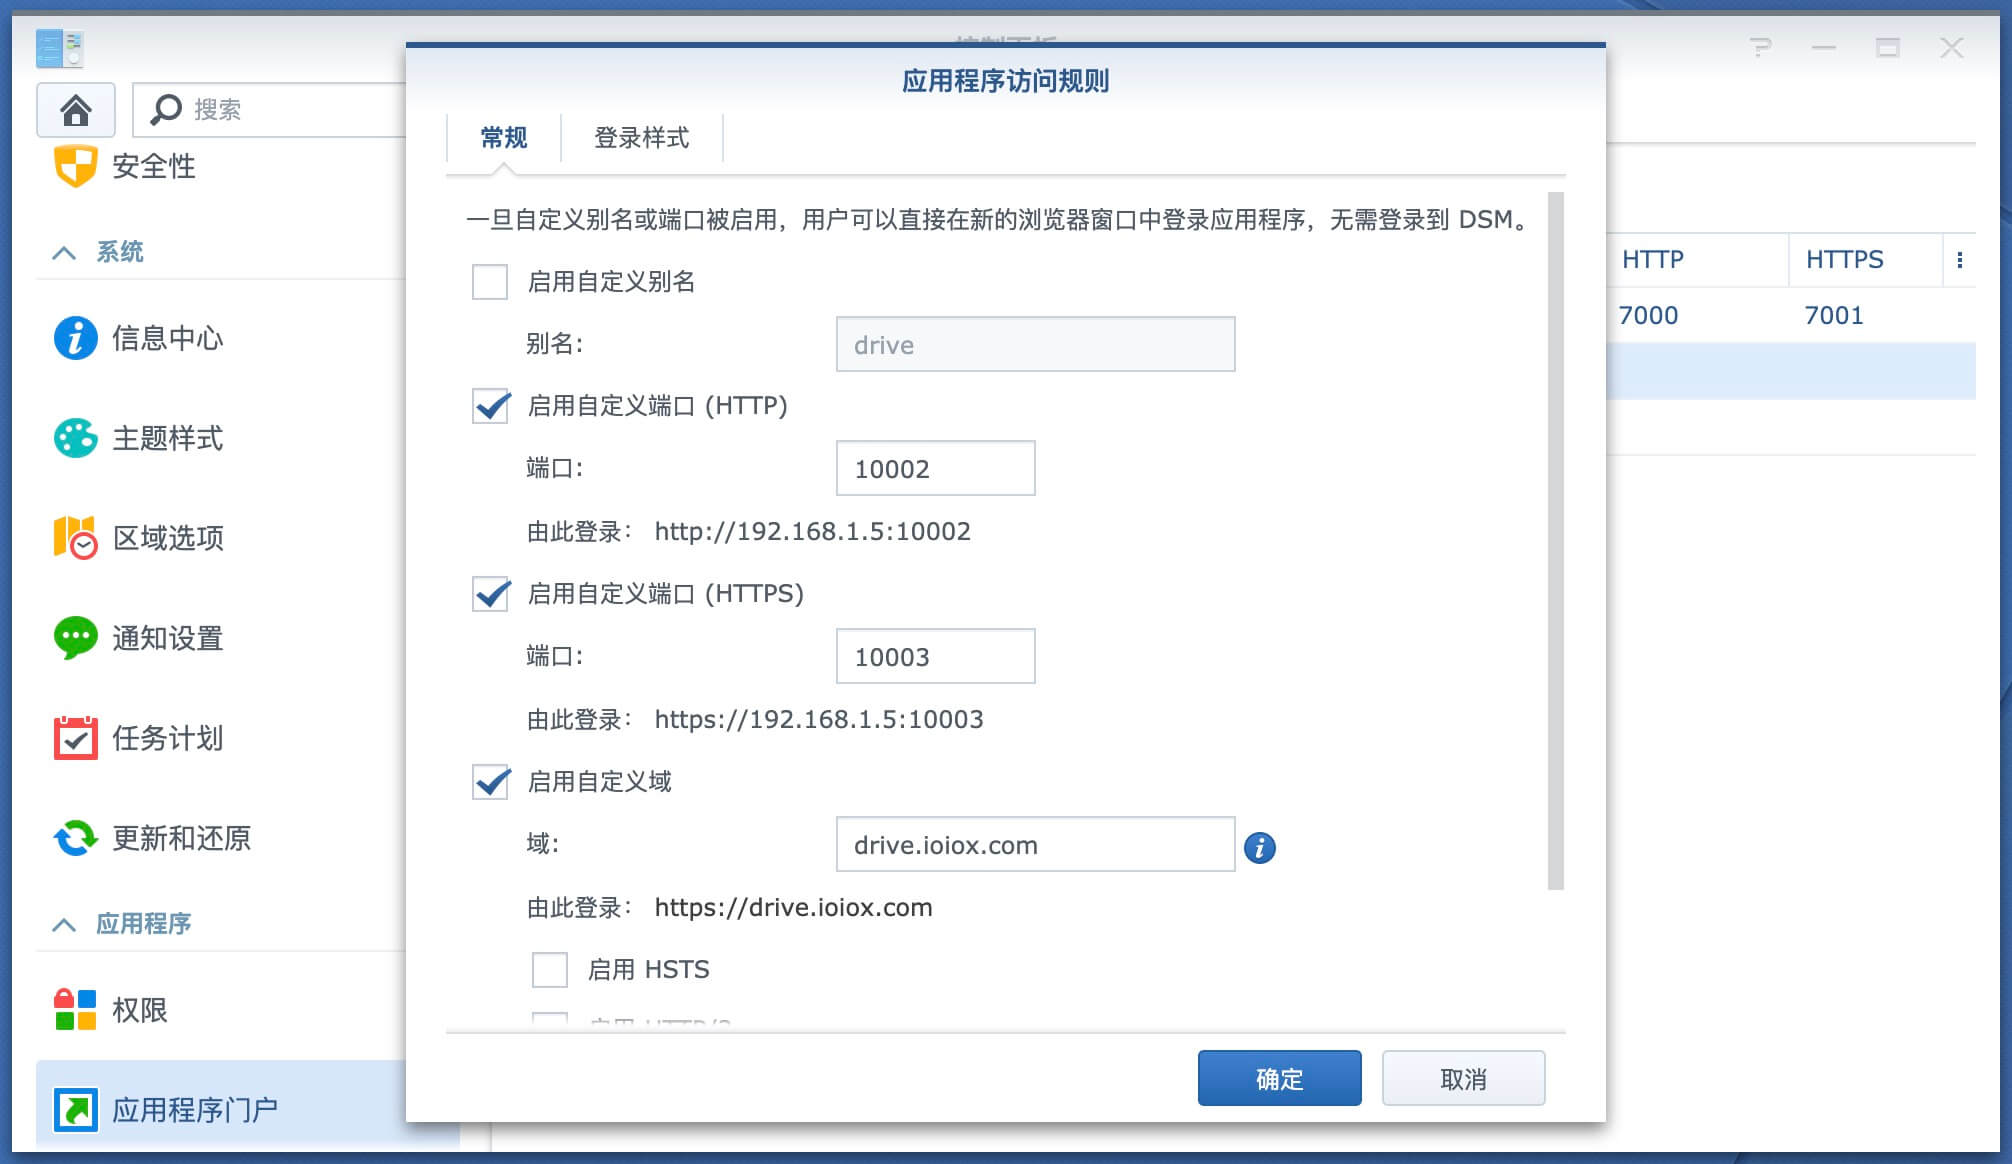 控制面板
搜索
安全性
系统
信息中心
主题样式
区域选项
通知设置
任务计划
更新和还原
应用程序
权限
应用程序门户
应用程序访问规则
常规
登录样式
一旦自定义别名或端口被启用，用户可以直接在新的浏览器窗口中登录应用程序，无需登录到 DSM。
启用自定义别名
别名: drive
启用自定义端口 (HTTP)
端口: 10002
由此登录: http://192.168.1.5:10002
启用自定义端口 (HTTPS)
端口: 10003
由此登录: https://192.168.1.5:10003
启用自定义域
域: drive.ioiox.com
由此登录: https://drive.ioiox.com
启用 HSTS
启用 HTTP/2
确定 取消
HTTP HTTPS
7000 7001